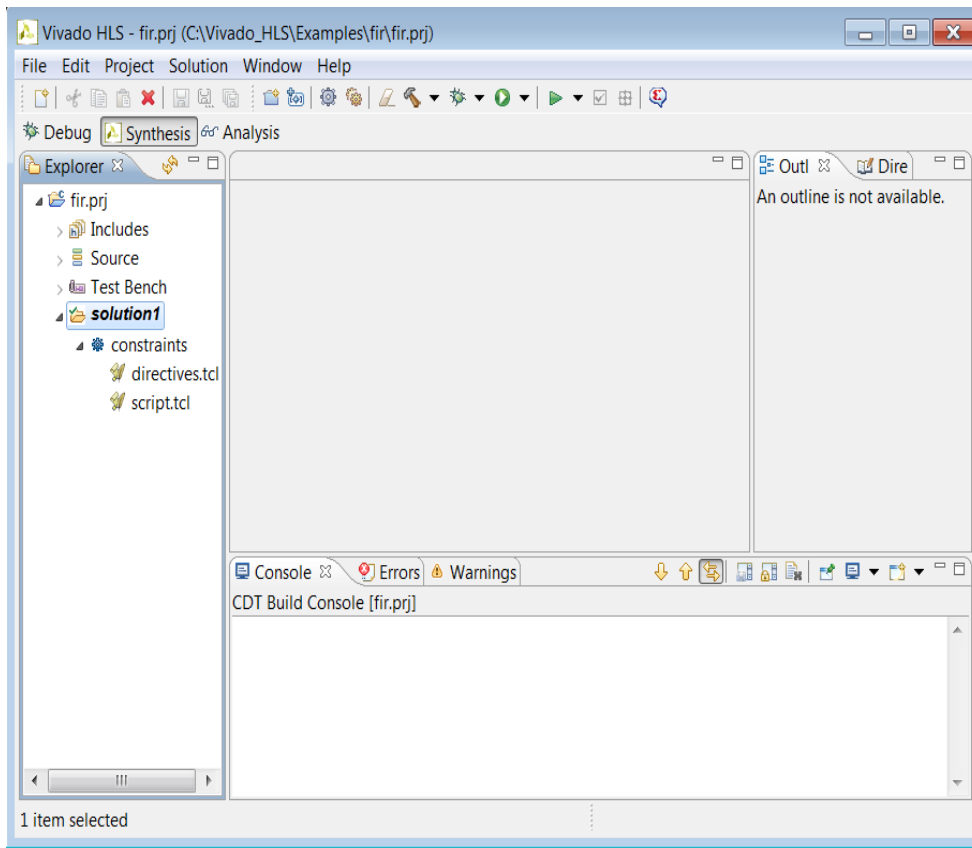 Vivado HLS - fir.prj (C:\Vivado_HLS\Examples\fir\fir.prj)
File Edit Project Solution Window Help
Debug Synthesis Analysis
Explorer
Outl Dire
fir.prj
An outline is not available.
Includes
Source
Test Bench
solution1
constraints
directives.tcl
script.tcl
Console Errors Warnings
CDT Build Console [fir.prj]
1 item selected